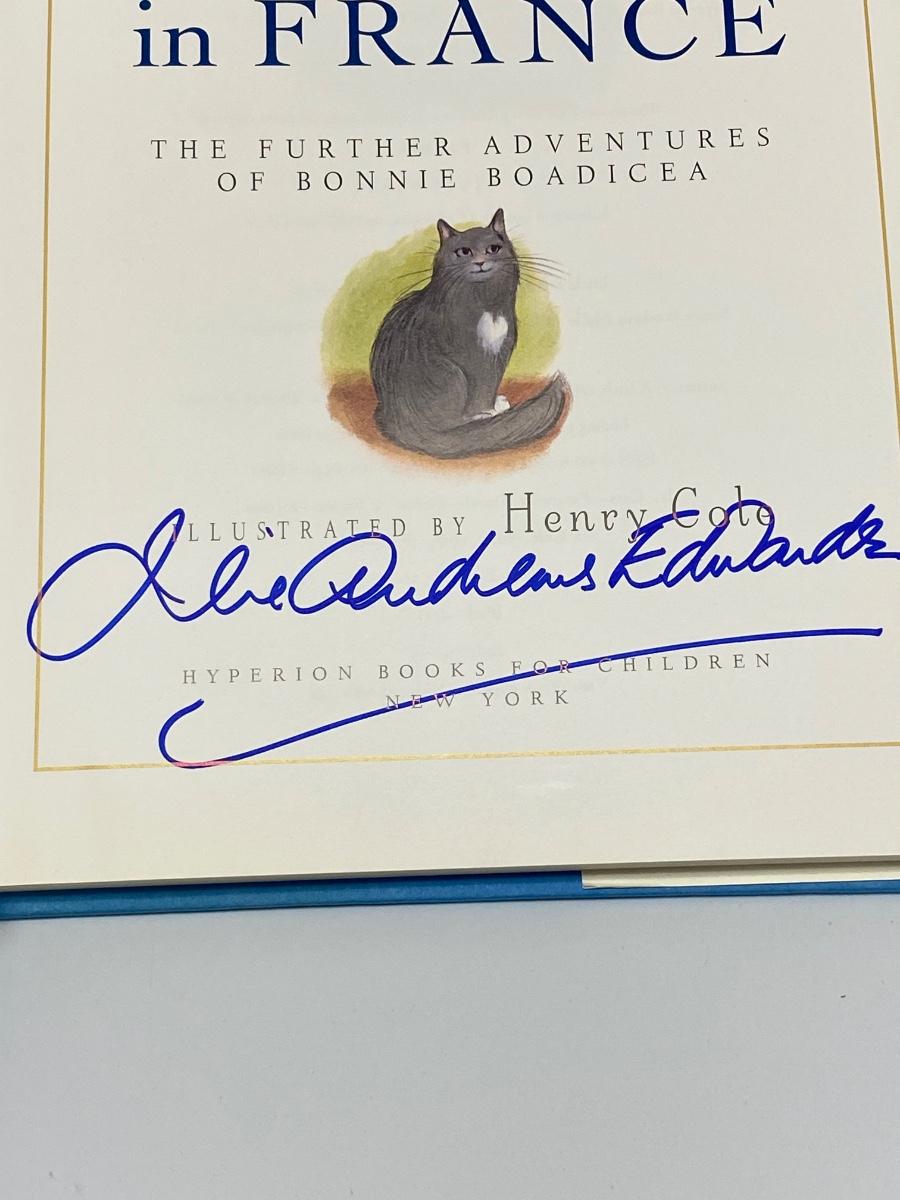 in FRANCE
THE FURTHER ADVENTURES
OF BONNIE BOADICEA
ILLUSTRATED BY Henry Cole
Julie Andrews Edwards
HYPERION BOOKS FOR CHILDREN
NEW YORK